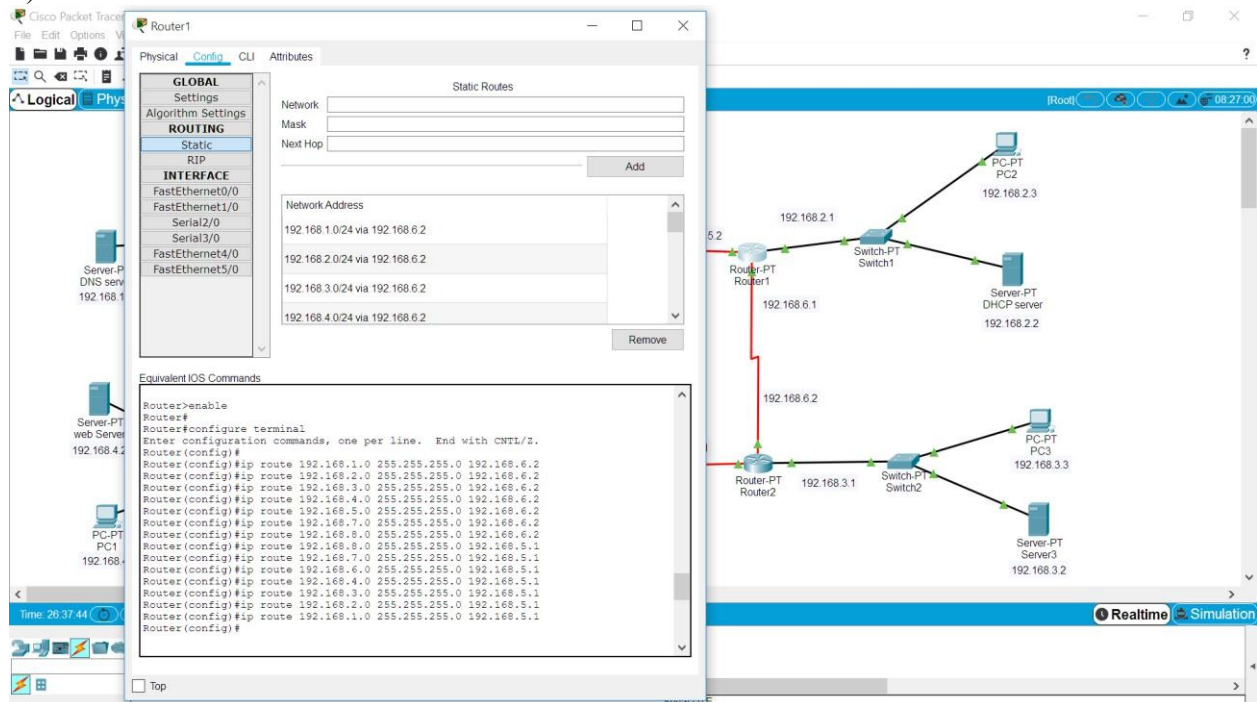 Cisco Packet Tracer
File Edit Options
Router1
Physical Config CLI Attributes
GLOBAL
Settings
Algorithm Settings
ROUTING
Static
RIP
INTERFACE
FastEthernet0/0
FastEthernet1/0
Serial2/0
Serial3/0
FastEthernet4/0
FastEthernet5/0
Static Routes
Network
Mask
Next Hop
Add
Network Address
192.168.1.0/24 via 192.168.6.2
192.168.2.0/24 via 192.168.6.2
192.168.3.0/24 via 192.168.6.2
192.168.4.0/24 via 192.168.6.2
Remove
Equivalent IOS Commands
Router>enable
Router#
Router#configure terminal
Enter configuration commands, one per line. End with CNTL/Z.
Router(config)#
Router(config)#ip route 192.168.1.0 255.255.255.0 192.168.6.2
Router(config)#ip route 192.168.2.0 255.255.255.0 192.168.6.2
Router(config)#ip route 192.168.3.0 255.255.255.0 192.168.6.2
Router(config)#ip route 192.168.4.0 255.255.255.0 192.168.6.2
Router(config)#ip route 192.168.5.0 255.255.255.0 192.168.6.2
Router(config)#ip route 192.168.7.0 255.255.255.0 192.168.6.2
Router(config)#ip route 192.168.8.0 255.255.255.0 192.168.6.2
Router(config)#ip route 192.168.8.0 255.255.255.0 192.168.5.1
Router(config)#ip route 192.168.7.0 255.255.255.0 192.168.5.1
Router(config)#ip route 192.168.6.0 255.255.255.0 192.168.5.1
Router(config)#ip route 192.168.4.0 255.255.255.0 192.168.5.1
Router(config)#ip route 192.168.3.0 255.255.255.0 192.168.5.1
Router(config)#ip route 192.168.2.0 255.255.255.0 192.168.5.1
Router(config)#ip route 192.168.1.0 255.255.255.0 192.168.5.1
Router(config)#
Top
Logical Phys
[Root] 08:27:00
Server-P
DNS serv
192.168.1
Server-PT
web Server
192.168.4.2
PC-PT
PC1
192.168.
5.2
192.168.2.1
Router-PT
Router1
Switch-PT
Switch1
PC-PT
PC2
192.168.2.3
Server-PT
DHCP server
192.168.2.2
192.168.6.1
192.168.6.2
Router-PT
Router2
192.168.3.1
Switch-PT
Switch2
PC-PT
PC3
192.168.3.3
Server-PT
Server3
192.168.3.2
Time: 26:37:44
Realtime Simulation